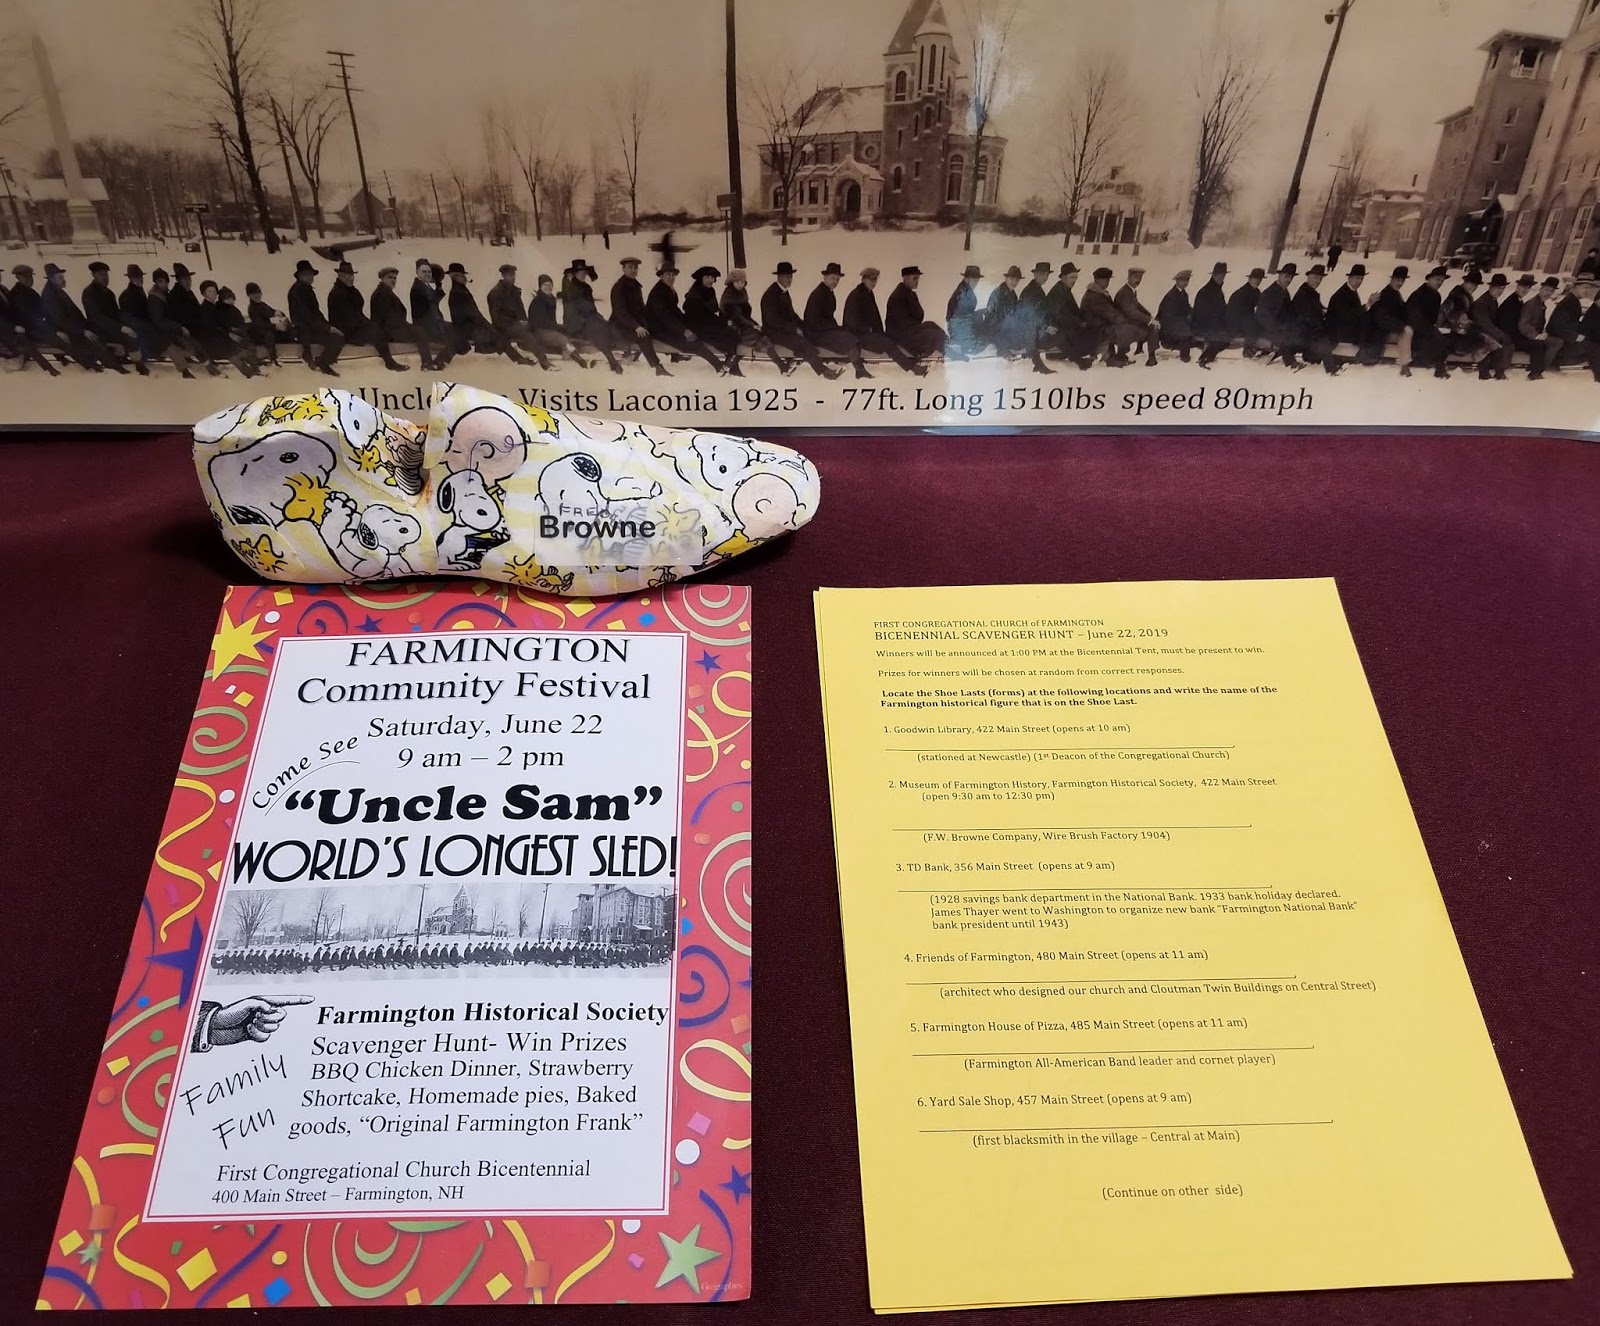 Uncle Visits Laconia 1925 - 77ft. Long 1510lbs speed 80mph
FRED
Browne
FARMINGTON
Community Festival
Saturday, June 22
9 am – 2 pm
Come See
"Uncle Sam"
WORLD'S LONGEST SLED!
Farmington Historical Society
Scavenger Hunt- Win Prizes
BBQ Chicken Dinner, Strawberry
Shortcake, Homemade pies, Baked
goods, "Original Farmington Frank"
Family
Fun
First Congregational Church Bicentennial
400 Main Street – Farmington, NH
FIRST CONGREGATIONAL CHURCH of FARMINGTON
BICENENNIAL SCAVENGER HUNT – June 22, 2019
Winners will be announced at 1:00 PM at the Bicentennial Tent, must be present to win.
Prizes for winners will be chosen at random from correct responses.
Locate the Shoe Lasts (forms) at the following locations and write the name of the
Farmington historical figure that is on the Shoe Last.
1. Goodwin Library, 422 Main Street (opens at 10 am)
(stationed at Newcastle) (1st Deacon of the Congregational Church)
2. Museum of Farmington History, Farmington Historical Society, 422 Main Street
(open 9:30 am to 12:30 pm)
(F.W. Browne Company, Wire Brush Factory 1904)
3. TD Bank, 356 Main Street (opens at 9 am)
(1928 savings bank department in the National Bank. 1933 bank holiday declared.
James Thayer went to Washington to organize new bank "Farmington National Bank"
bank president until 1943)
4. Friends of Farmington, 480 Main Street (opens at 11 am)
(architect who designed our church and Cloutman Twin Buildings on Central Street)
5. Farmington House of Pizza, 485 Main Street (opens at 11 am)
(Farmington All-American Band leader and cornet player)
6. Yard Sale Shop, 457 Main Street (opens at 9 am)
(first blacksmith in the village – Central at Main)
(Continue on other side)